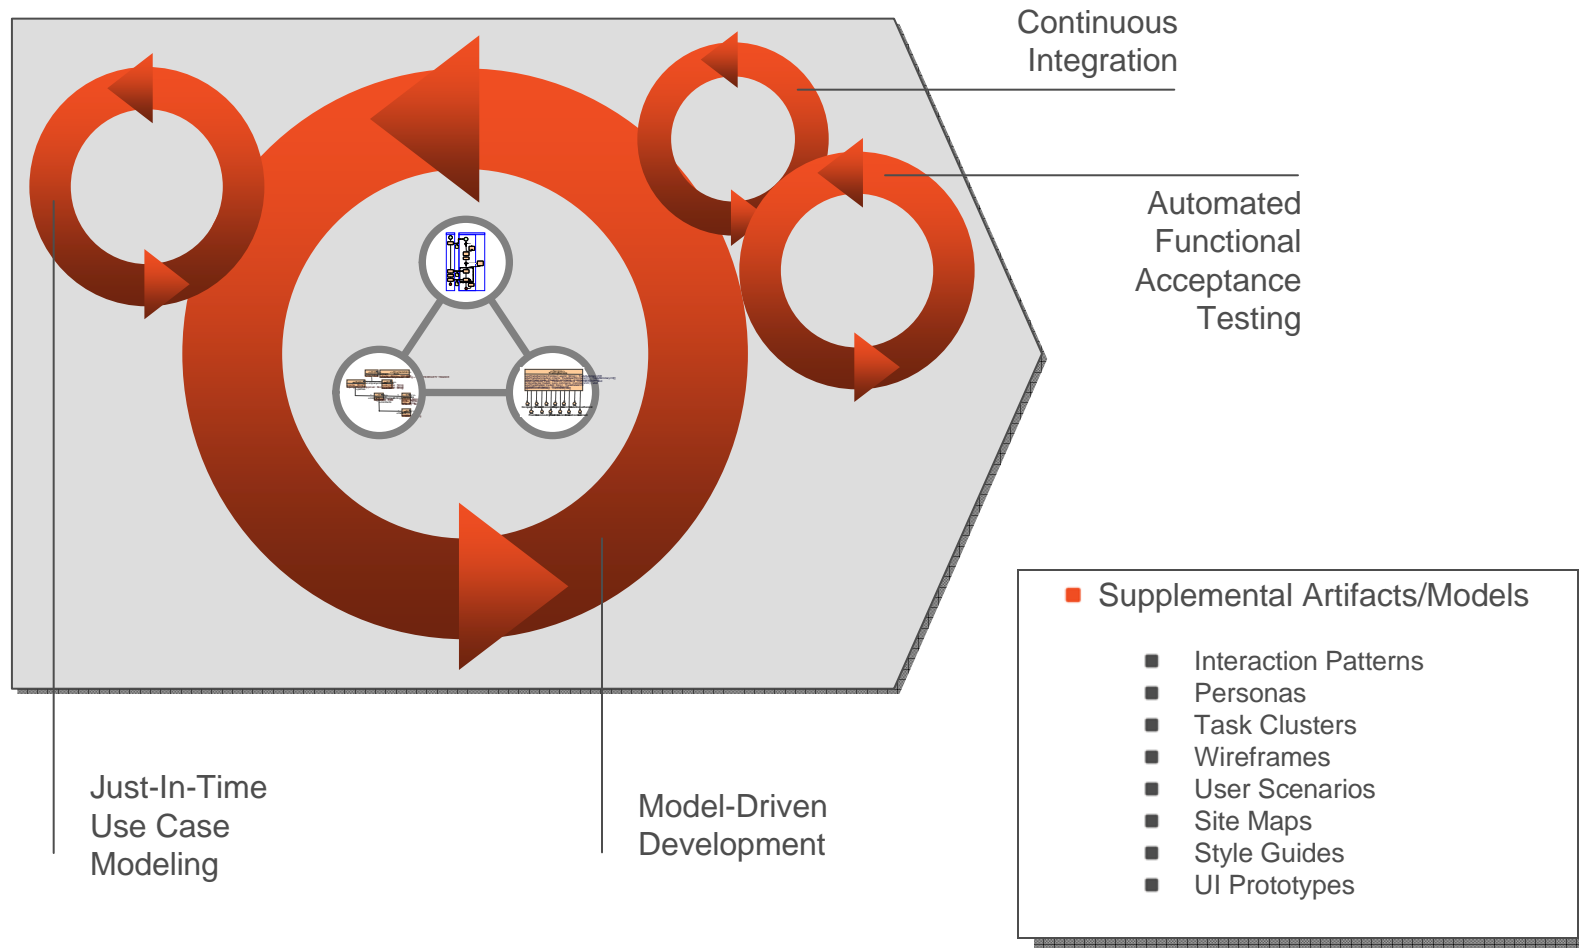 Continuous
Integration
Automated
Functional
Acceptance
Testing
Just-In-Time
Use Case
Modeling
Model-Driven
Development
Supplemental Artifacts/Models
Interaction Patterns
Personas
Task Clusters
Wireframes
User Scenarios
Site Maps
Style Guides
UI Prototypes